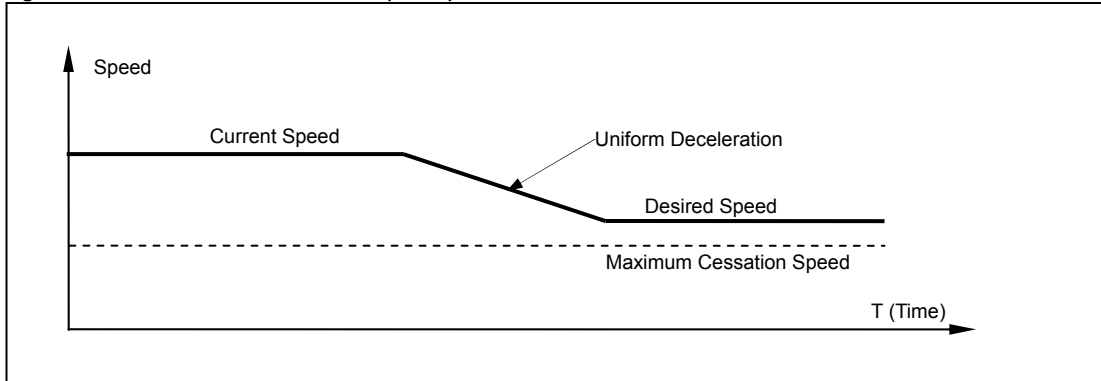 Speed
Current Speed
Uniform Deceleration
Desired Speed
Maximum Cessation Speed
T (Time)